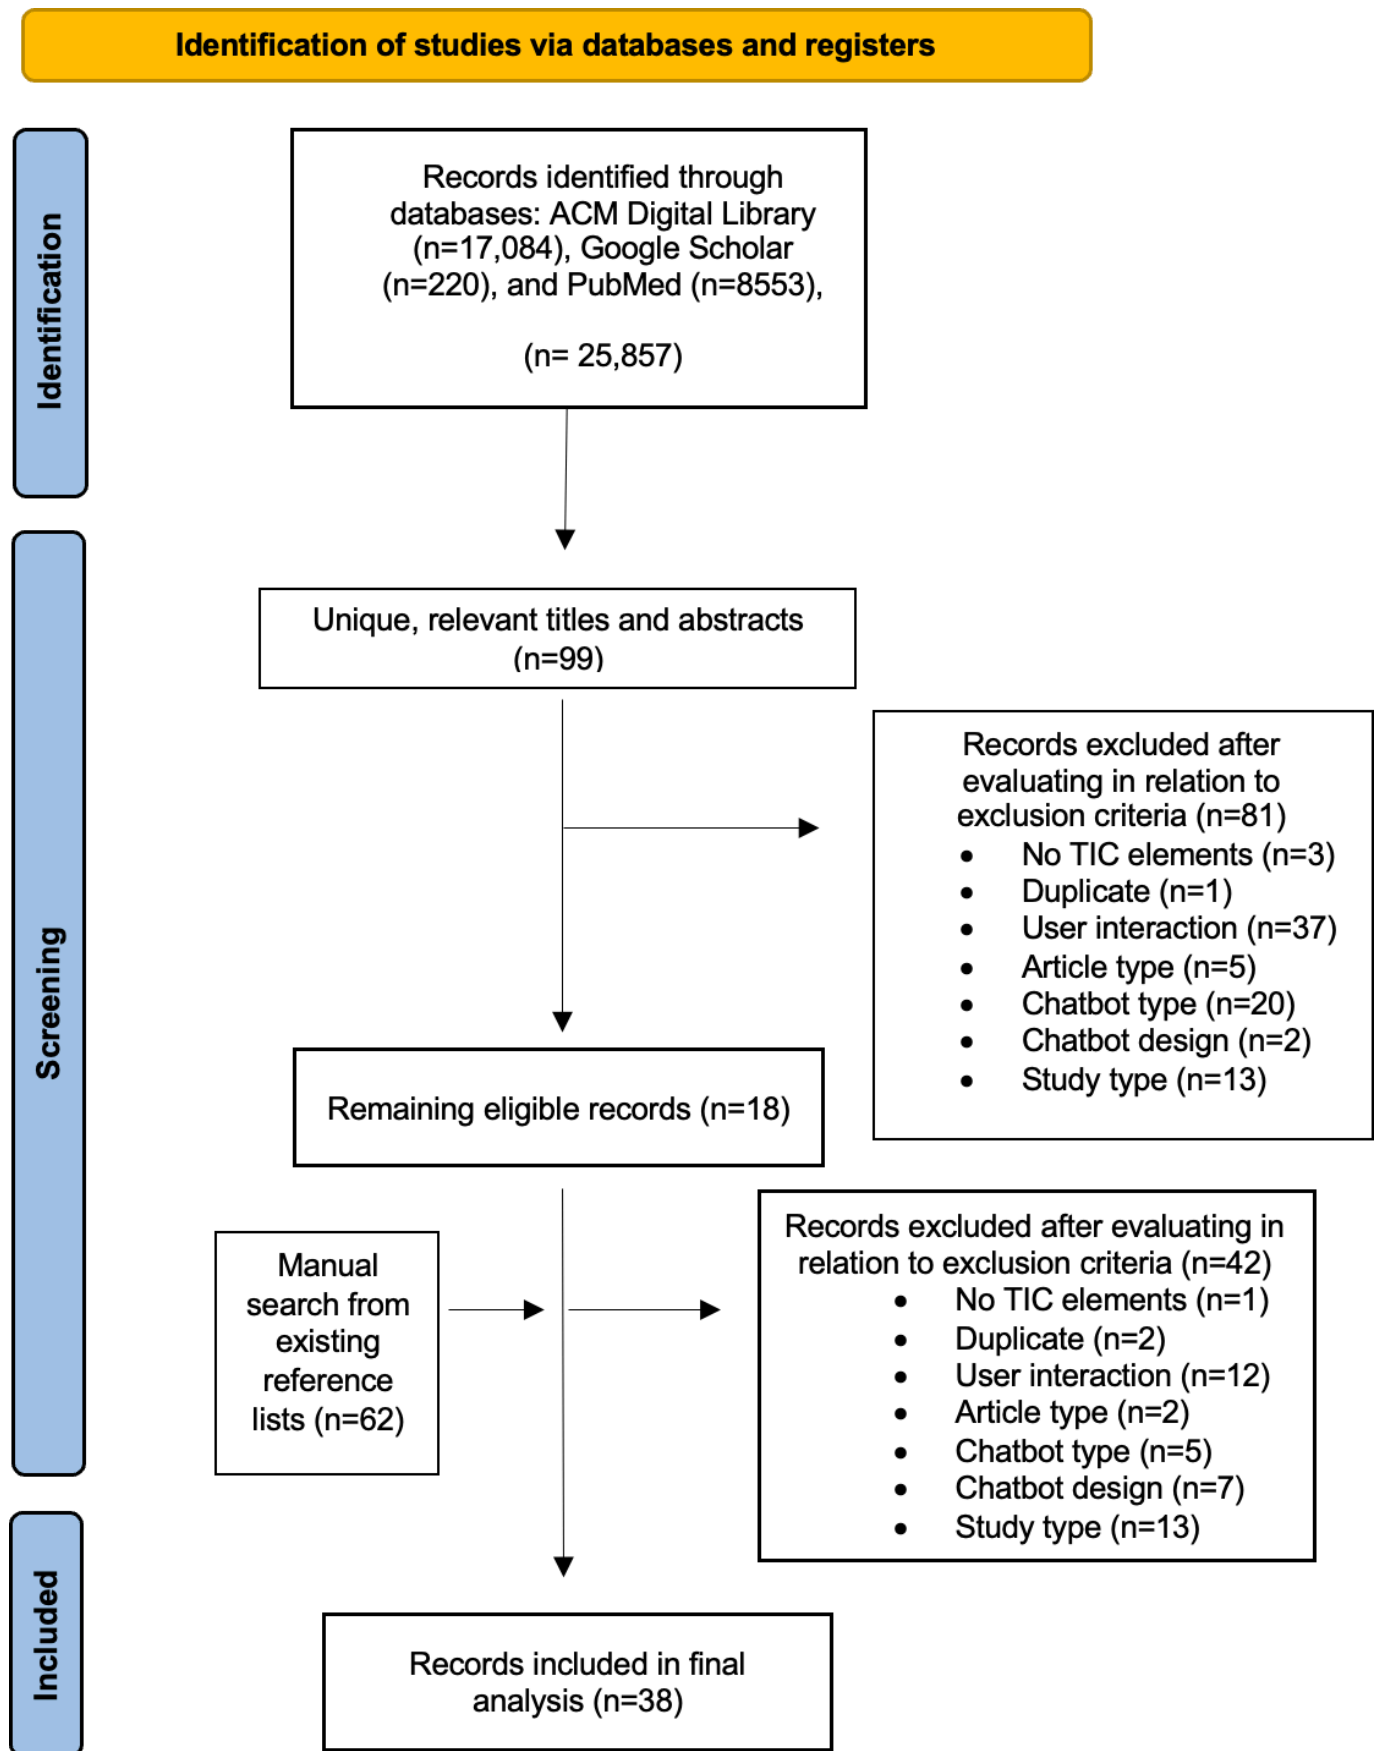 Identification of studies via databases and registers
Identification
Records identified through
databases: ACM Digital Library
(n=17,084), Google Scholar
(n=220), and PubMed (n=8553),
(n= 25,857)
Screening
Unique, relevant titles and abstracts
(n=99)
Records excluded after
evaluating in relation to
exclusion criteria (n=81)
• No TIC elements (n=3)
• Duplicate (n=1)
• User interaction (n=37)
• Article type (n=5)
• Chatbot type (n=20)
• Chatbot design (n=2)
• Study type (n=13)
Remaining eligible records (n=18)
Manual
search from
existing
reference
lists (n=62)
Records excluded after evaluating in
relation to exclusion criteria (n=42)
• No TIC elements (n=1)
• Duplicate (n=2)
• User interaction (n=12)
• Article type (n=2)
• Chatbot type (n=5)
• Chatbot design (n=7)
• Study type (n=13)
Included
Records included in final
analysis (n=38)